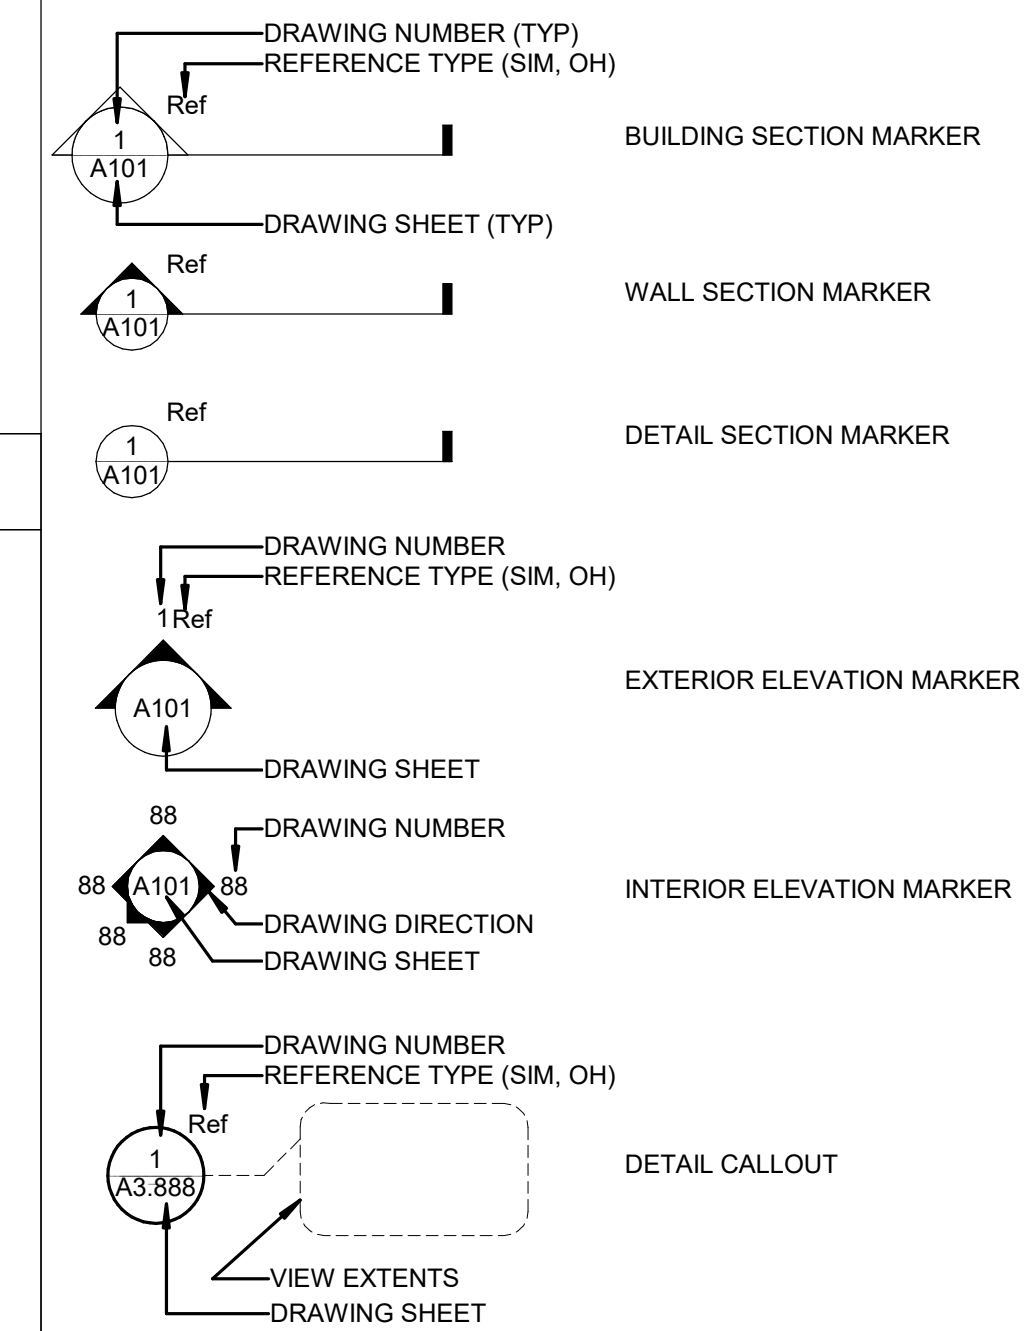 DRAWING NUMBER (TYP)
REFERENCE TYPE (SIM, OH)
Ref
1
A101
BUILDING SECTION MARKER
DRAWING SHEET (TYP)
Ref
1
A101
WALL SECTION MARKER
Ref
1
A101
DETAIL SECTION MARKER
DRAWING NUMBER
REFERENCE TYPE (SIM, OH)
1 Ref
A101
EXTERIOR ELEVATION MARKER
DRAWING SHEET
88
DRAWING NUMBER
88 A101 88
INTERIOR ELEVATION MARKER
DRAWING DIRECTION
88
88
DRAWING SHEET
DRAWING NUMBER
REFERENCE TYPE (SIM, OH)
Ref
1
A3.888
DETAIL CALLOUT
VIEW EXTENTS
DRAWING SHEET